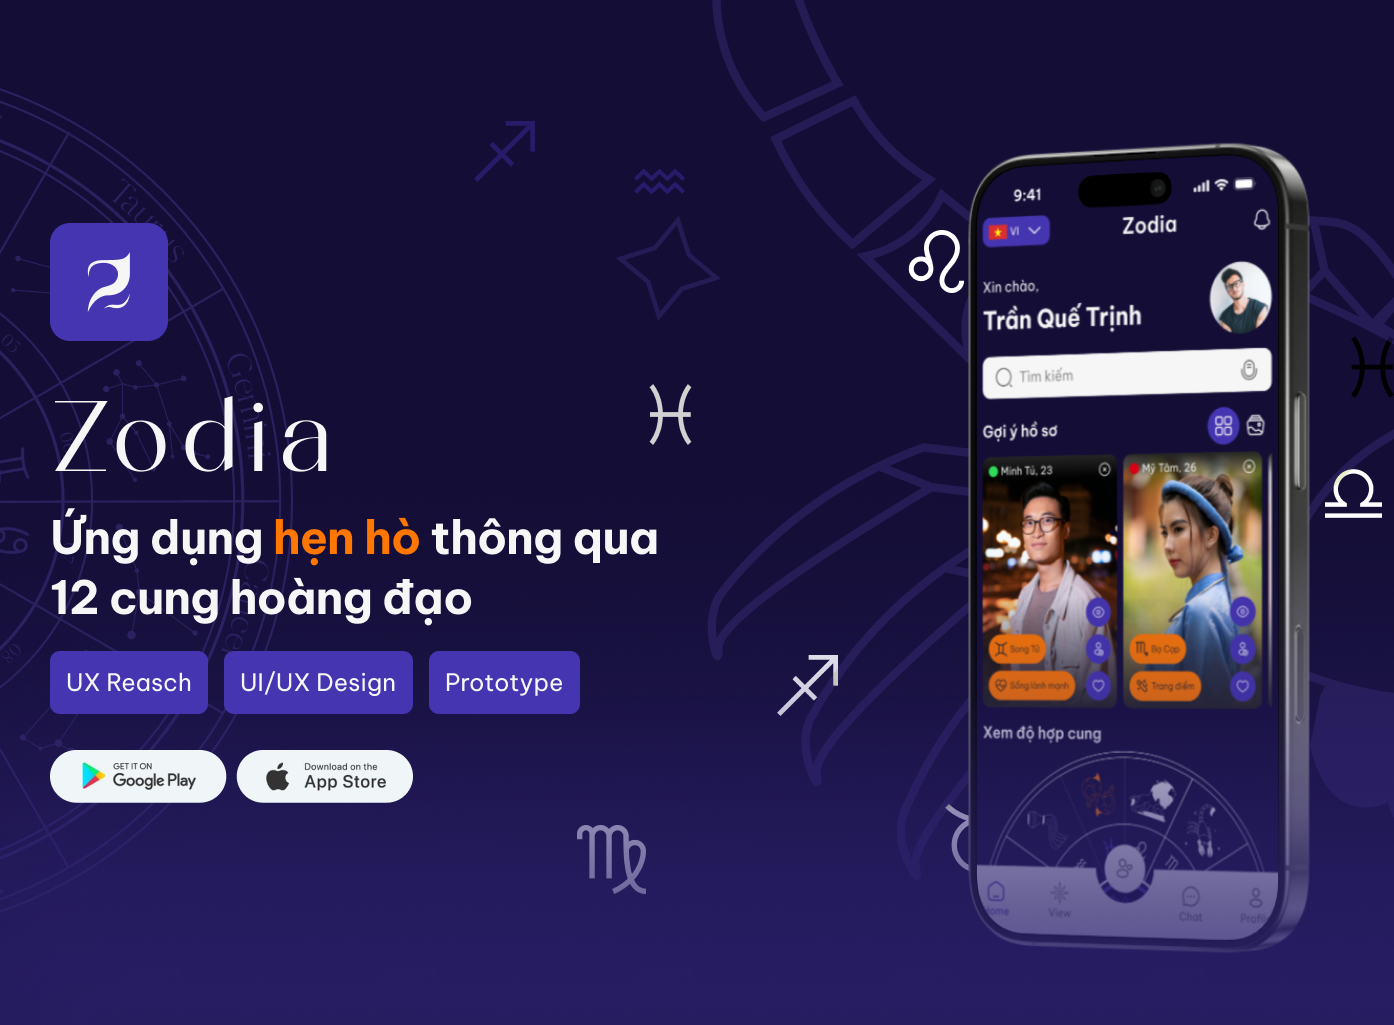 Zodia
Ứng dụng hẹn hò thông qua
12 cung hoàng đạo
UX Reasch
UI/UX Design
Prototype
GET IT ON
Google Play
Download on the
App Store
Taurus
9:41
VI
Zodia
Xin chào,
Trần Quế Trịnh
Tìm kiếm
Gợi ý hồ sơ
Minh Tú, 23
Mỹ Tâm, 26
Song Tử
Bọ Cạp
Sống lành mạnh
Trang điểm
Xem độ hợp cung
Home
View
Chat
Profile